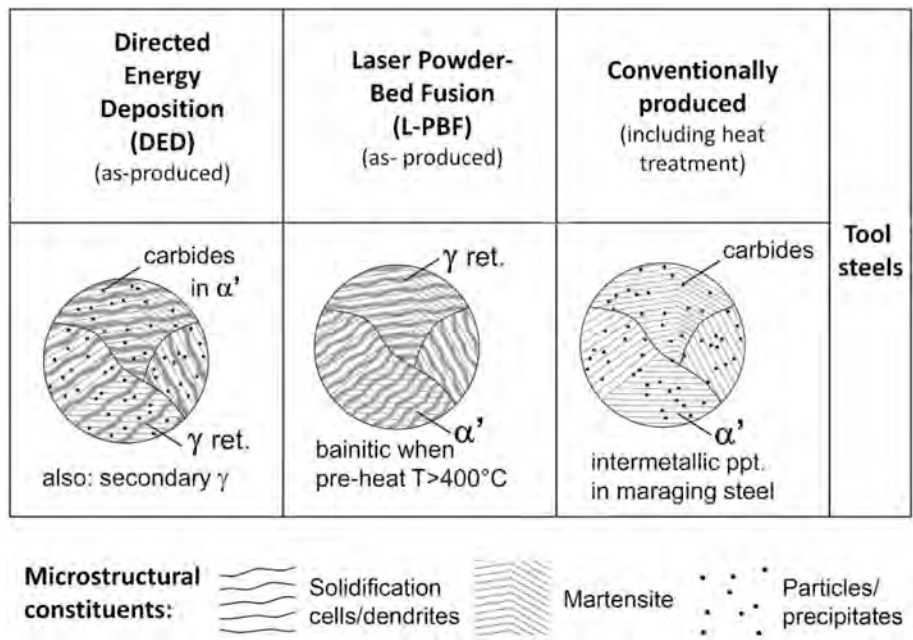 Directed
Energy
Deposition
(DED)
(as-produced)
Laser Powder-
Bed Fusion
(L-PBF)
(as- produced)
Conventionally
produced
(including heat
treatment)
Tool
steels
carbides
in α'
γ ret.
also: secondary γ
γ ret.
α'
bainitic when
pre-heat T>400°C
carbides
α'
intermetallic ppt.
in maraging steel
Microstructural
constituents:
Solidification
cells/dendrites
Martensite
Particles/
precipitates